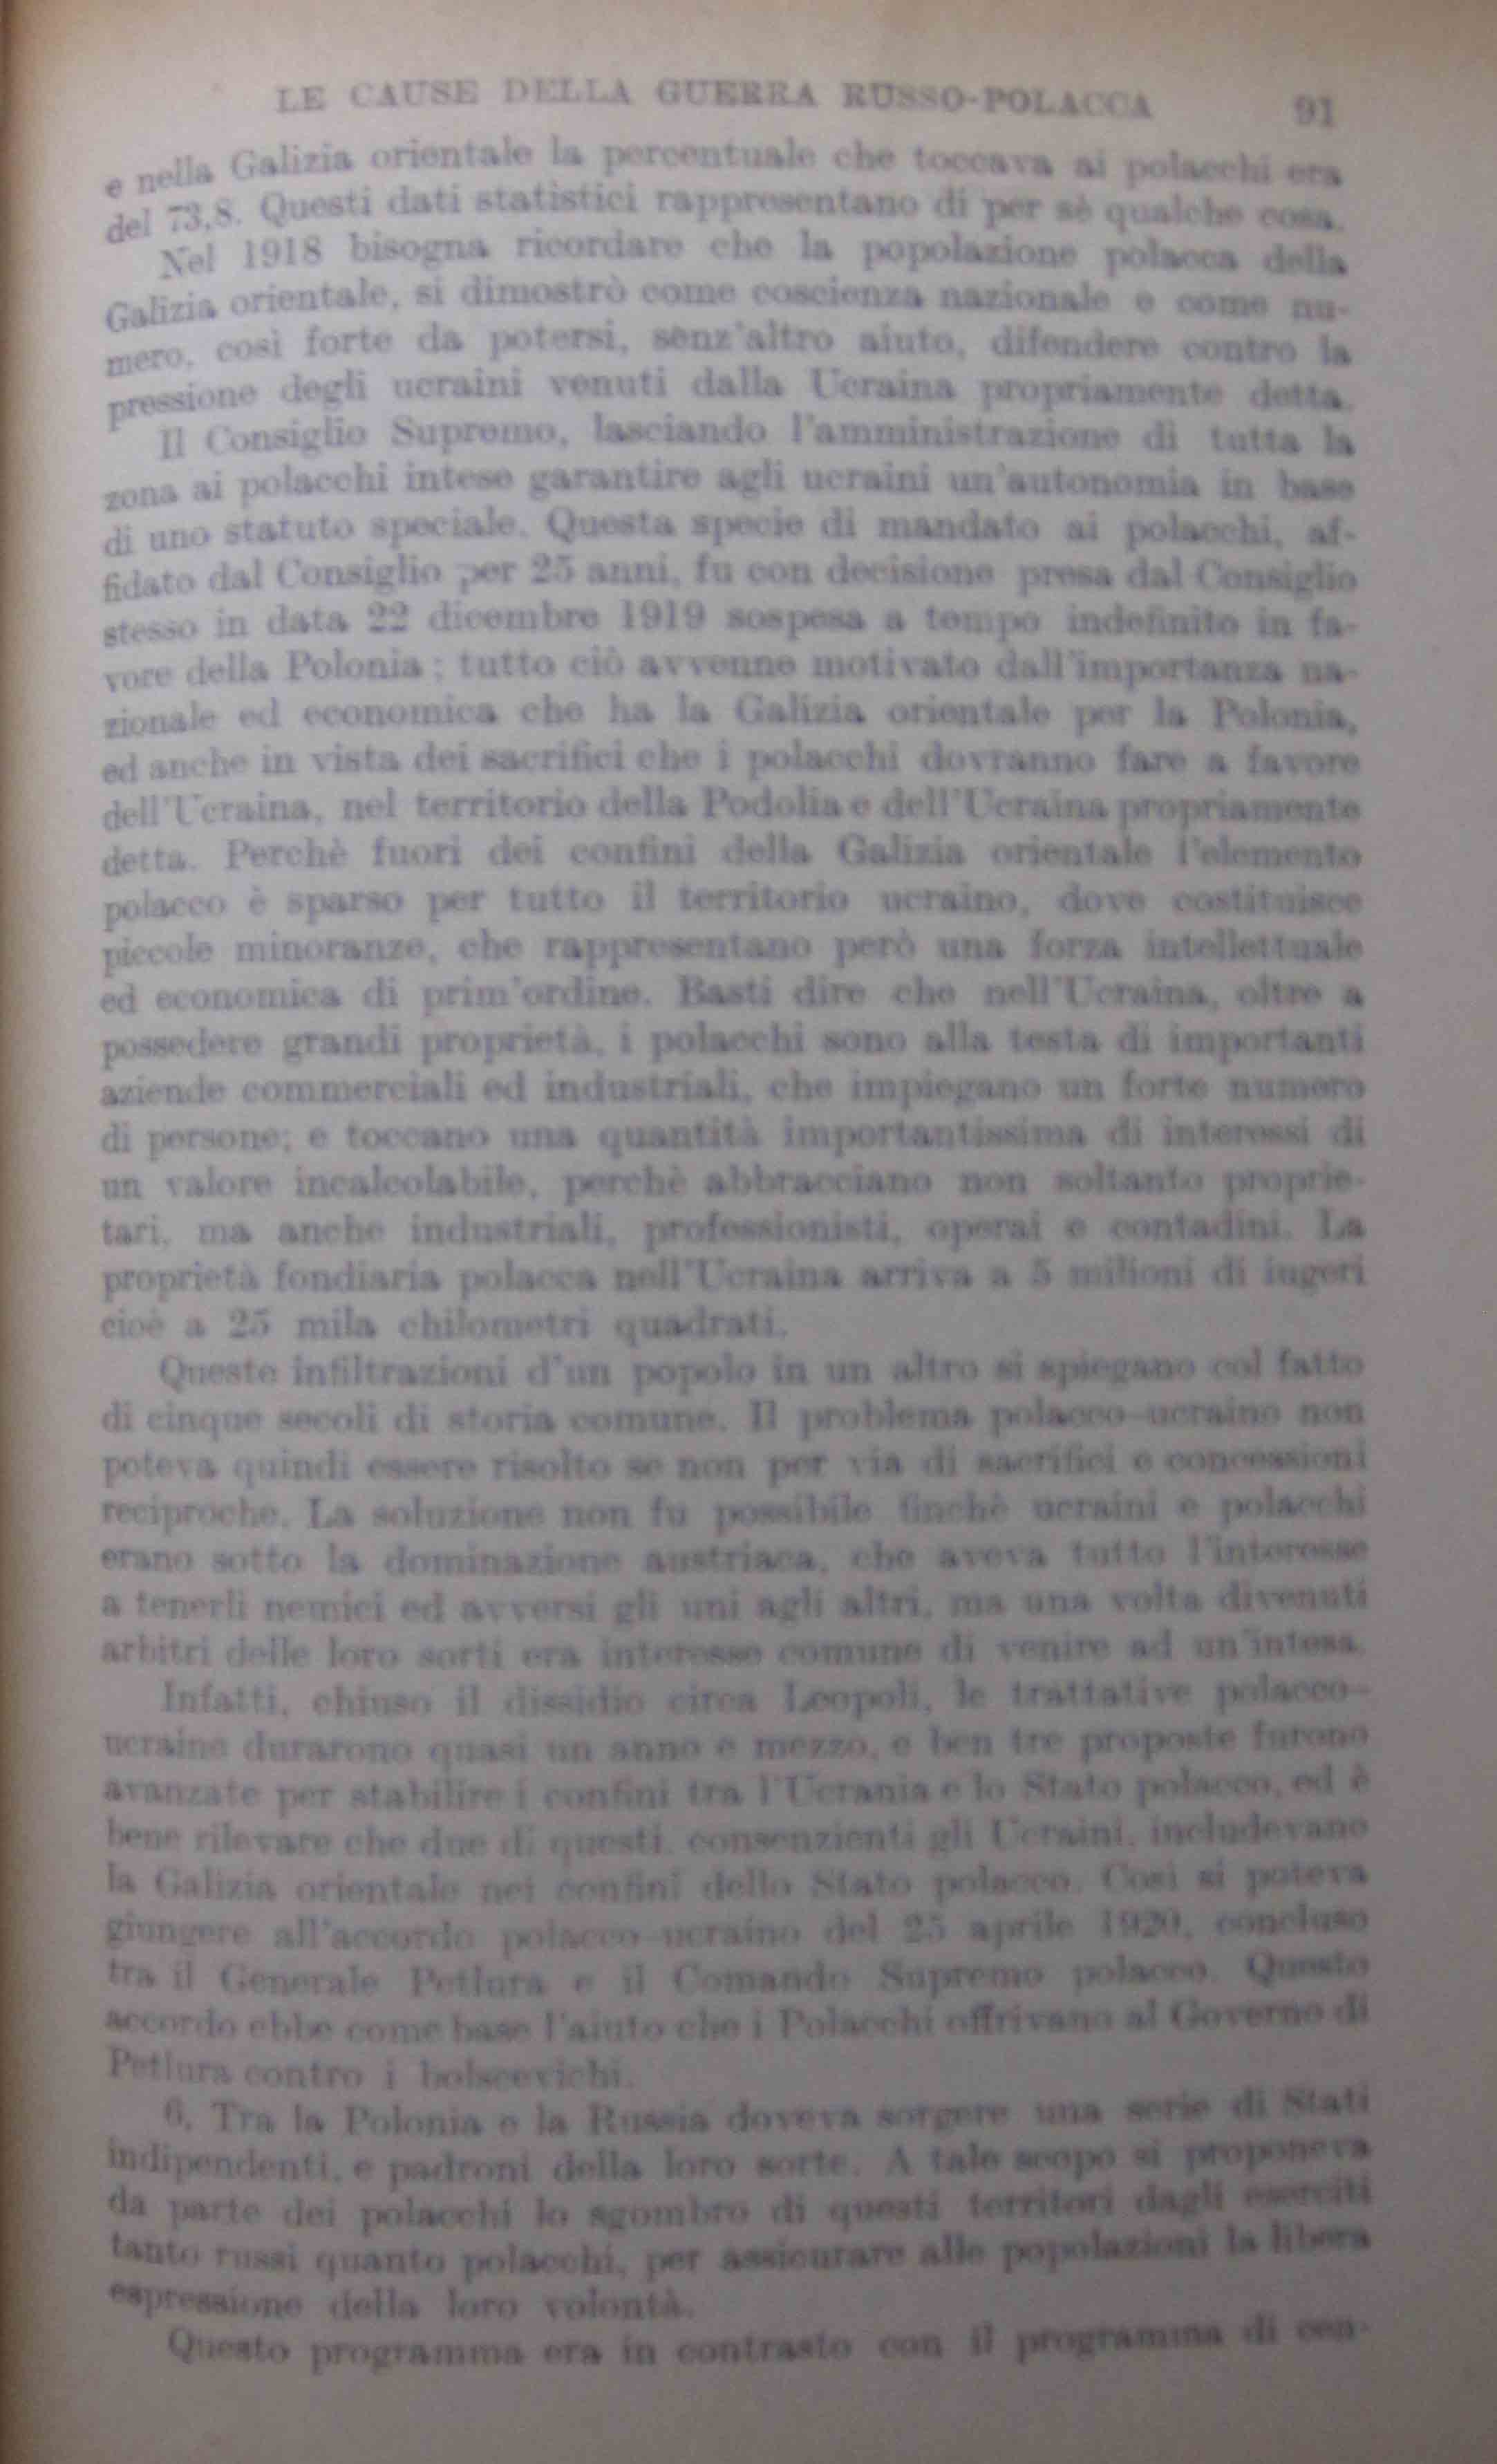 LE CAUSE DELLA GUERRA RUSSO-POLACCA 91
e nella Galizia orientale la percentuale che toccava ai polacchi era
del 73,8. Questi dati statistici rappresentano di per sè qualche cosa.
Nel 1918 bisogna ricordare che la popolazione polacca della
Galizia orientale, si dimostrò come coscienza nazionale e come nu-
mero, così forte da potersi, senz'altro aiuto, difendere contro la
pressione degli ucraini venuti dalla Ucraina propriamente detta.
Il Consiglio Supremo, lasciando l'amministrazione di tutta la
zona ai polacchi intese garantire agli ucraini un'autonomia in base
di uno statuto speciale. Questa specie di mandato ai polacchi, af-
fidato dal Consiglio per 25 anni, fu con decisione presa dal Consiglio
stesso in data 22 dicembre 1919 sospesa a tempo indefinito in fa-
vore della Polonia; tutto ciò avvenne motivato dall'importanza na-
zionale ed economica che ha la Galizia orientale per la Polonia,
ed anche in vista dei sacrifici che i polacchi dovranno fare a favore
dell'Ucraina, nel territorio della Podolia e dell'Ucraina propriamente
detta. Perchè fuori dei confini della Galizia orientale l'elemento
polacco è sparso per tutto il territorio ucraino, dove costituisce
piccole minoranze, che rappresentano però una forza intellettuale
ed economica di prim'ordine. Basti dire che nell'Ucraina, oltre a
possedere grandi proprietà, i polacchi sono alla testa di importanti
aziende commerciali ed industriali, che impiegano un forte numero
di persone; e toccano una quantità importantissima di interessi di
un valore incalcolabile, perchè abbracciano non soltanto proprie-
tari, ma anche industriali, professionisti, operai e contadini. La
proprietà fondiaria polacca nell'Ucraina arriva a 5 milioni di iugeri
cioè a 25 mila chilometri quadrati.
Queste infiltrazioni d'un popolo in un altro si spiegano col fatto
di cinque secoli di storia comune. Il problema polacco-ucraino non
poteva quindi essere risolto se non per via di sacrifici e concessioni
reciproche. La soluzione non fu possibile finchè ucraini e polacchi
erano sotto la dominazione austriaca, che aveva tutto l'interesse
a tenerli nemici ed avversi gli uni agli altri, ma una volta divenuti
arbitri delle loro sorti era interesse comune di venire ad un'intesa.
Infatti, chiuso il dissidio circa Leopoli, le trattative polacco-
ucraine durarono quasi un anno e mezzo, e ben tre proposte furono
avanzate per stabilire i confini tra l'Ucrania e lo Stato polacco, ed è
bene rilevare che due di questi, consenzienti gli Ucraini, includevano
la Galizia orientale nei confini dello Stato polacco. Così si poteva
giungere all'accordo polacco-ucraino del 25 aprile 1920, concluso
tra il Generale Petlura e il Comando Supremo polacco. Questo
accordo ebbe come base l'aiuto che i Polacchi offrivano al Governo di
Petlura contro i bolscevichi.
6. Tra la Polonia e la Russia doveva sorgere una serie di Stati
indipendenti, e padroni della loro sorte. A tale scopo si proponeva
da parte dei polacchi lo sgombro di questi territori dagli eserciti
tanto russi quanto polacchi, per assicurare alle popolazioni la libera
espressione della loro volontà.
Questo programma era in contrasto con il programma di cen-